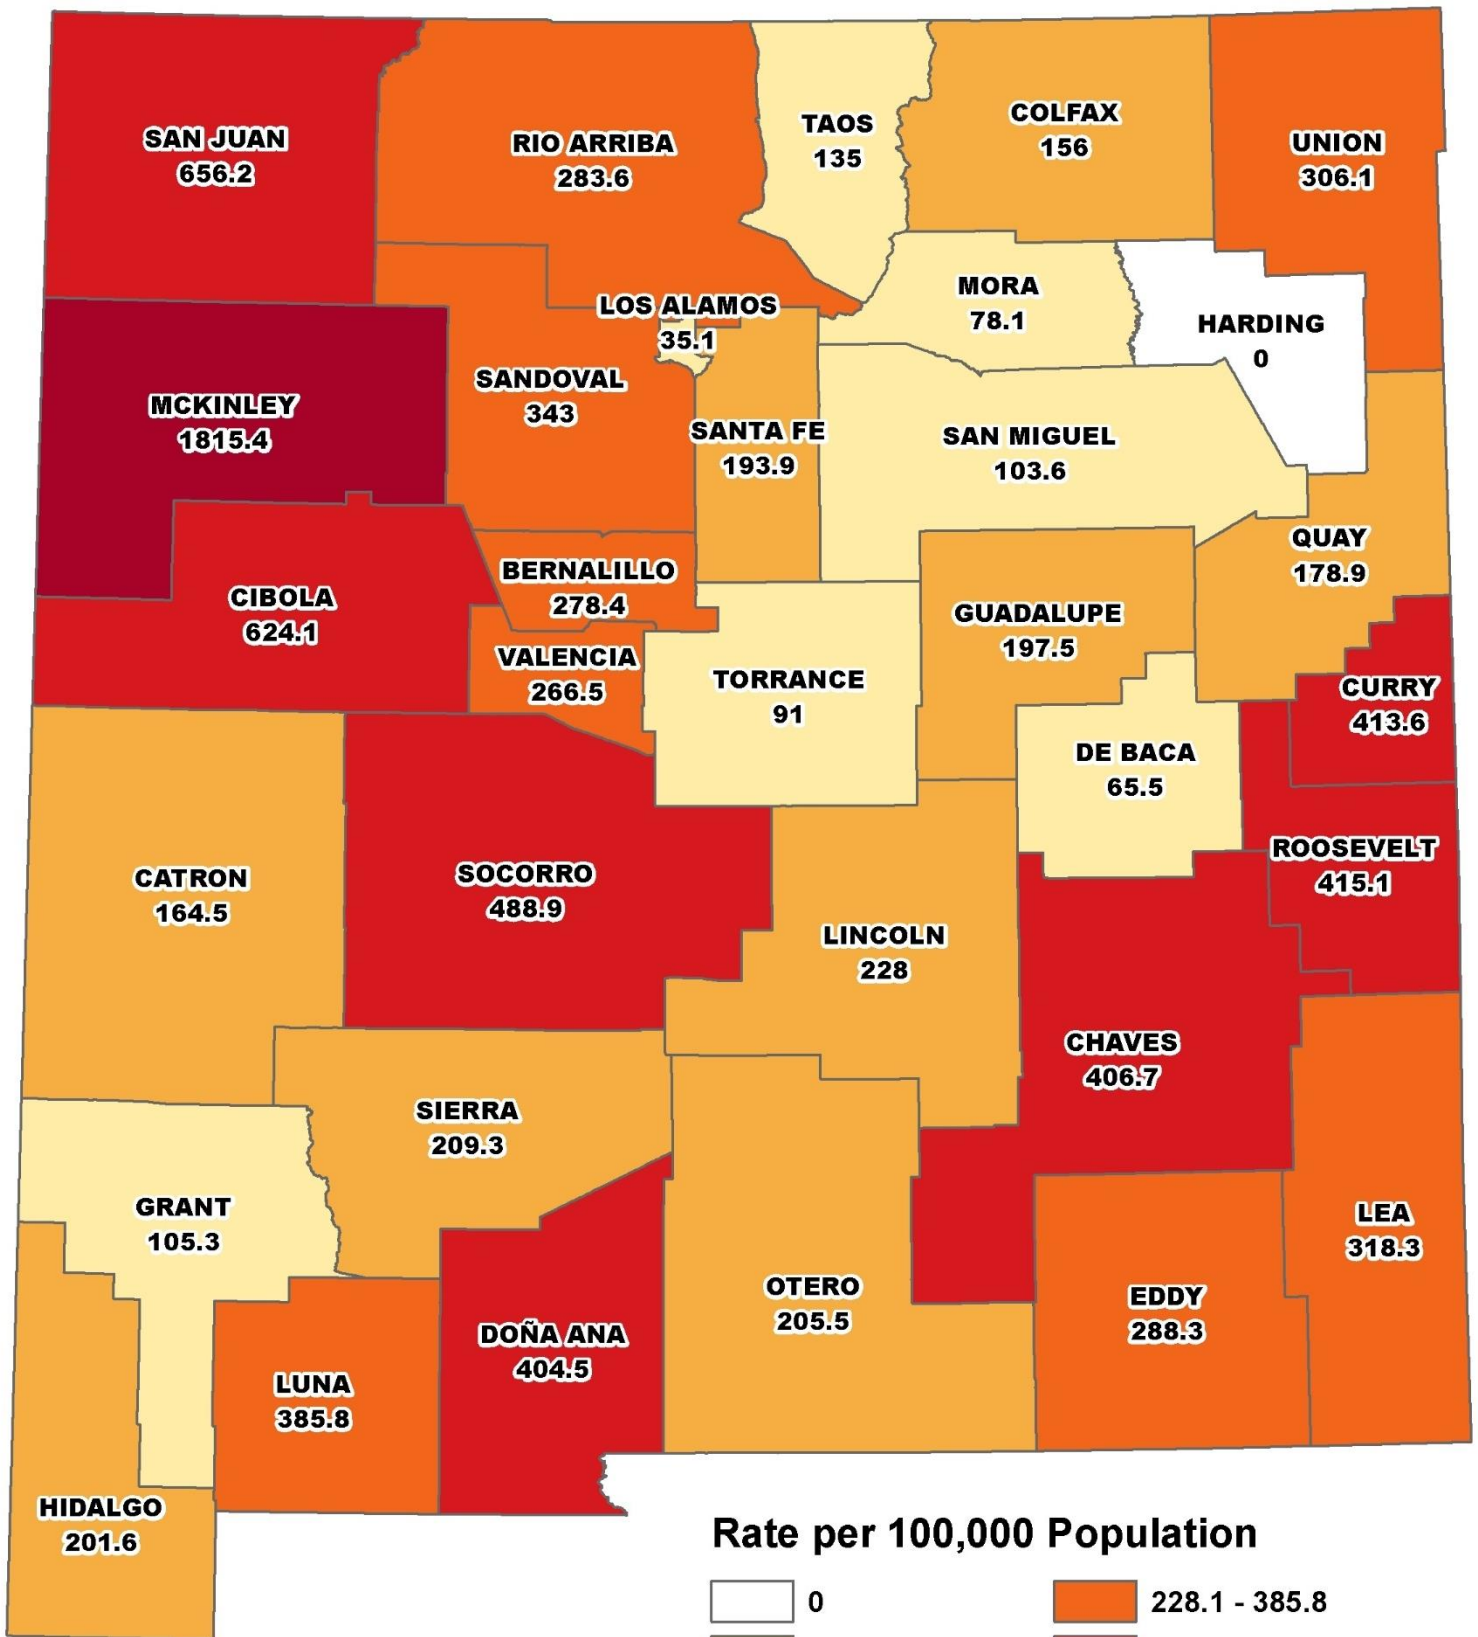 SAN JUAN
656.2
RIO ARRIBA
283.6
TAOS
135
COLFAX
156
UNION
306.1
MORA
78.1
HARDING
0
LOS ALAMOS
35.1
MCKINLEY
1815.4
SANDOVAL
343
SANTA FE
193.9
SAN MIGUEL
103.6
QUAY
178.9
CIBOLA
624.1
BERNALILLO
278.4
GUADALUPE
197.5
VALENCIA
266.5
TORRANCE
91
CURRY
413.6
DE BACA
65.5
CATRON
164.5
SOCORRO
488.9
ROOSEVELT
415.1
LINCOLN
228
CHAVES
406.7
SIERRA
209.3
GRANT
105.3
LEA
318.3
OTERO
205.5
EDDY
288.3
DOÑA ANA
404.5
LUNA
385.8
HIDALGO
201.6
Rate per 100,000 Population
0
228.1 - 385.8